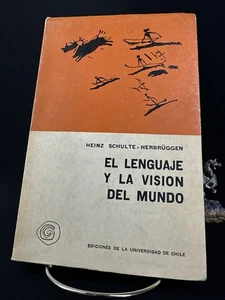 HEINZ SCHULTE-HERBRÜGGEN
EL LENGUAJE
Y LA VISION
DEL MUNDO
EDICIONES DE LA UNIVERSIDAD DE CHILE